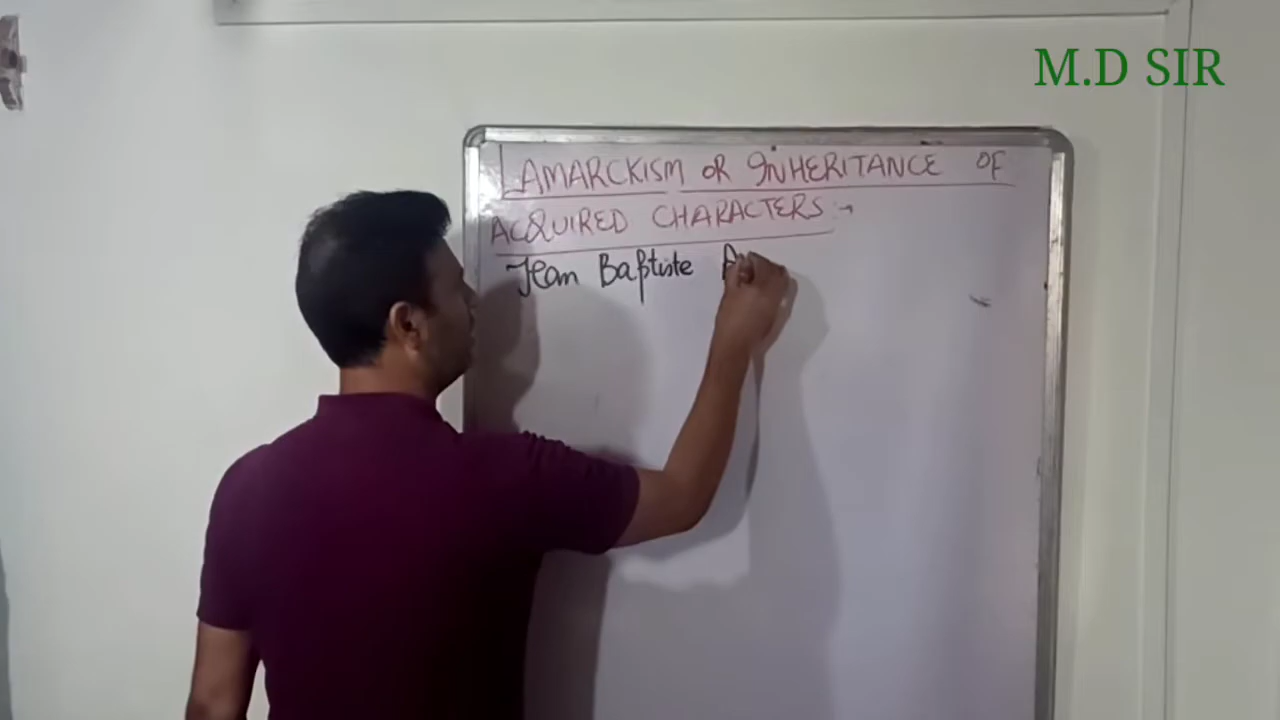 M.D SIR
LAMARCKISM OR INHERITANCE OF
ACQUIRED CHARACTERS :→
Jean Baptiste